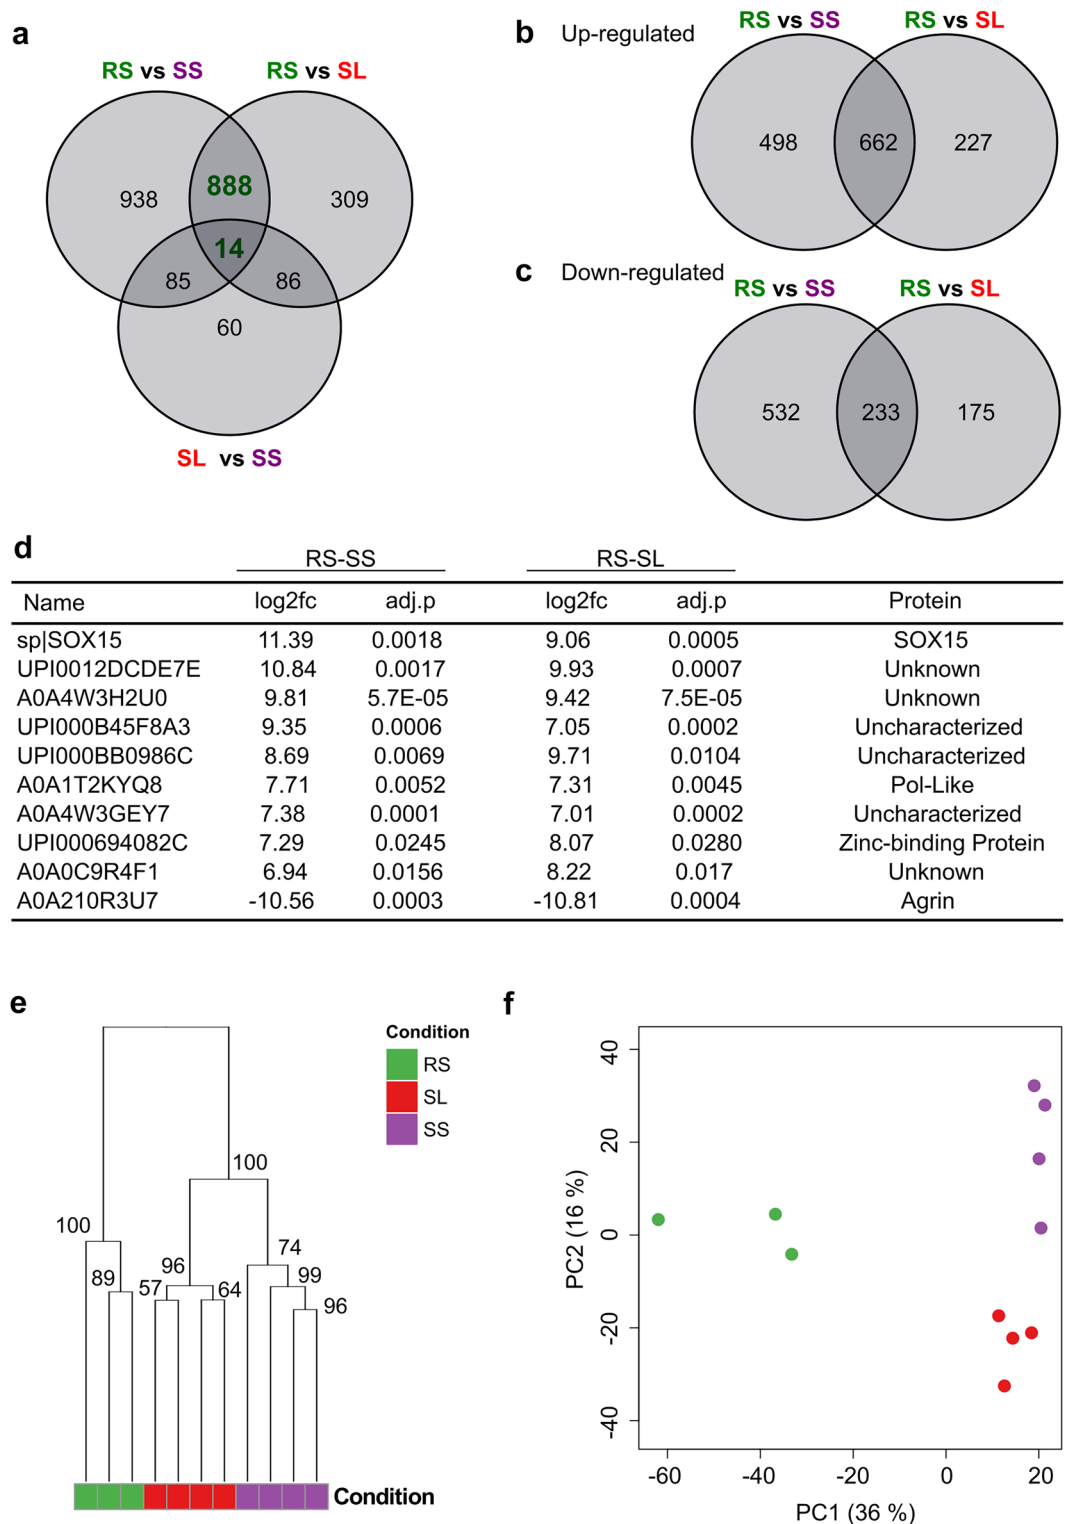 a
RS vs SS
RS vs SL
938
888
309
14
85
86
60
SL vs SS
b
Up-regulated
RS vs SS
RS vs SL
498
662
227
c
Down-regulated
RS vs SS
RS vs SL
532
233
175
d
RS-SS RS-SL
Name log2fc adj.p log2fc adj.p Protein
sp|SOX15 11.39 0.0018 9.06 0.0005 SOX15
UPI0012DCDE7E 10.84 0.0017 9.93 0.0007 Unknown
A0A4W3H2U0 9.81 5.7E-05 9.42 7.5E-05 Unknown
UPI000B45F8A3 9.35 0.0006 7.05 0.0002 Uncharacterized
UPI000BB0986C 8.69 0.0069 9.71 0.0104 Uncharacterized
A0A1T2KYQ8 7.71 0.0052 7.31 0.0045 Pol-Like
A0A4W3GEY7 7.38 0.0001 7.01 0.0002 Uncharacterized
UPI000694082C 7.29 0.0245 8.07 0.0280 Zinc-binding Protein
A0A0C9R4F1 6.94 0.0156 8.22 0.017 Unknown
A0A210R3U7 -10.56 0.0003 -10.81 0.0004 Agrin
e
Condition
RS
SL
SS
100
100
74
96
89
57
64
99
96
Condition
f
40
20
0
-20
-40
PC2 (16 %)
-60 -40 -20 0 20
PC1 (36 %)